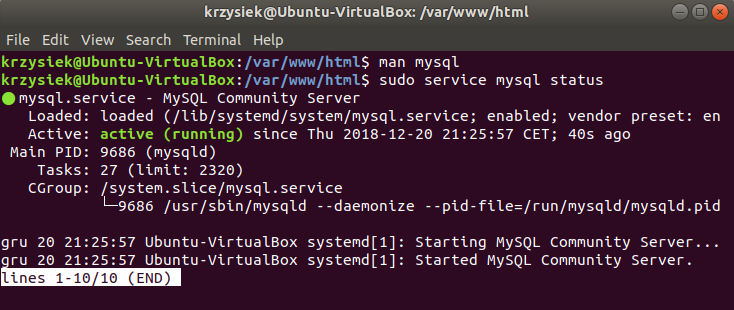 krzysiek@Ubuntu-VirtualBox: /var/www/html
File Edit View Search Terminal Help
krzysiek@Ubuntu-VirtualBox:/var/www/html$ man mysql
krzysiek@Ubuntu-VirtualBox:/var/www/html$ sudo service mysql status
● mysql.service - MySQL Community Server
   Loaded: loaded (/lib/systemd/system/mysql.service; enabled; vendor preset: en
   Active: active (running) since Thu 2018-12-20 21:25:57 CET; 40s ago
 Main PID: 9686 (mysqld)
    Tasks: 27 (limit: 2320)
   CGroup: /system.slice/mysql.service
           └─9686 /usr/sbin/mysqld --daemonize --pid-file=/run/mysqld/mysqld.pid
gru 20 21:25:57 Ubuntu-VirtualBox systemd[1]: Starting MySQL Community Server...
gru 20 21:25:57 Ubuntu-VirtualBox systemd[1]: Started MySQL Community Server.
lines 1-10/10 (END)